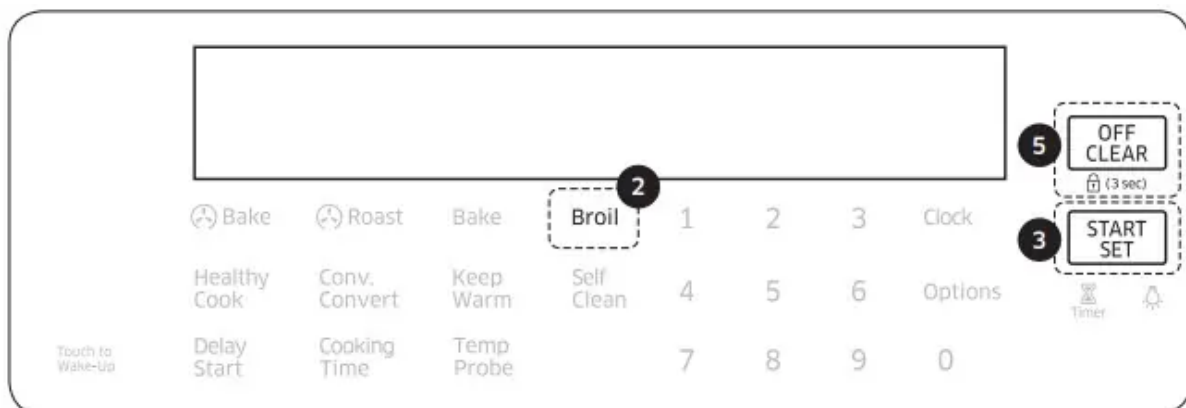 OFF
CLEAR
5
(3 sec)
2
Bake
Roast
Bake
Broil
1
2
3
Clock
3
START
SET
Healthy
Cook
Conv.
Convert
Keep
Warm
Self
Clean
4
5
6
Options
Timer
Touch to
Wake-Up
Delay
Start
Cooking
Time
Temp
Probe
7
8
9
0